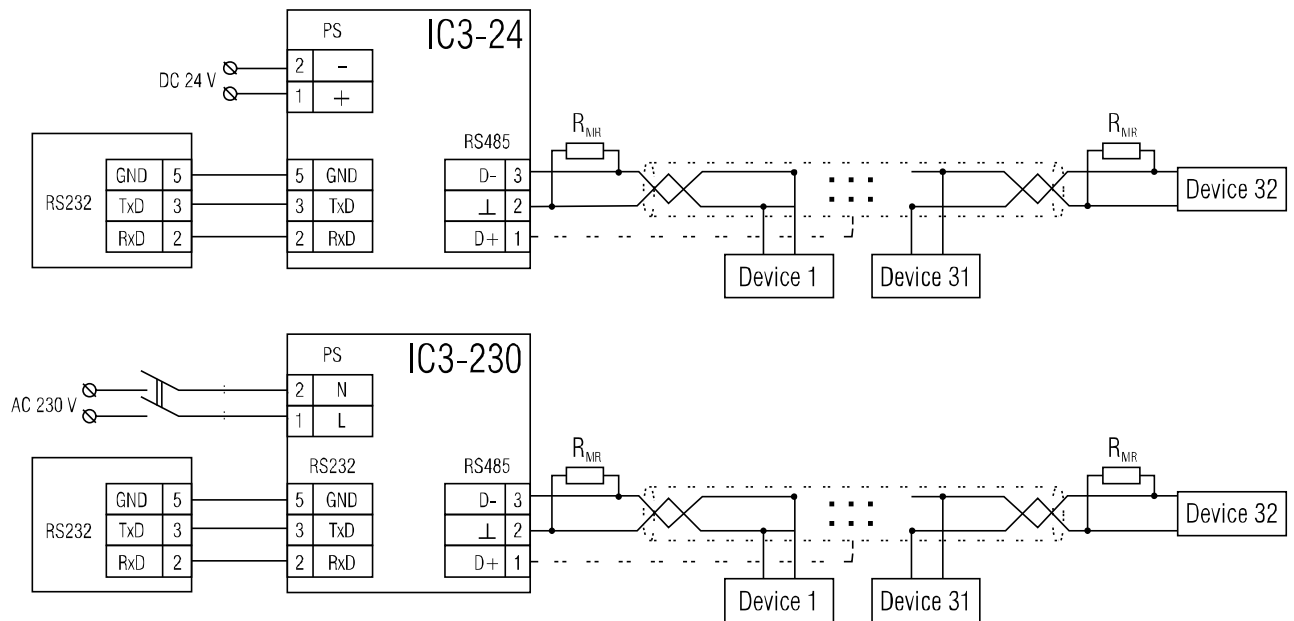 PS IC3-24
2 -
DC 24 V
1 +
RS485
R_MR R_MR
GND 5 5 GND D- 3
RS232 TxD 3 3 TxD ⊥ 2 Device 32
RxD 2 2 RxD D+ 1
Device 1 Device 31
PS IC3-230
2 N
AC 230 V
1 L
RS232 RS485
R_MR R_MR
GND 5 5 GND D- 3
RS232 TxD 3 3 TxD ⊥ 2 Device 32
RxD 2 2 RxD D+ 1
Device 1 Device 31